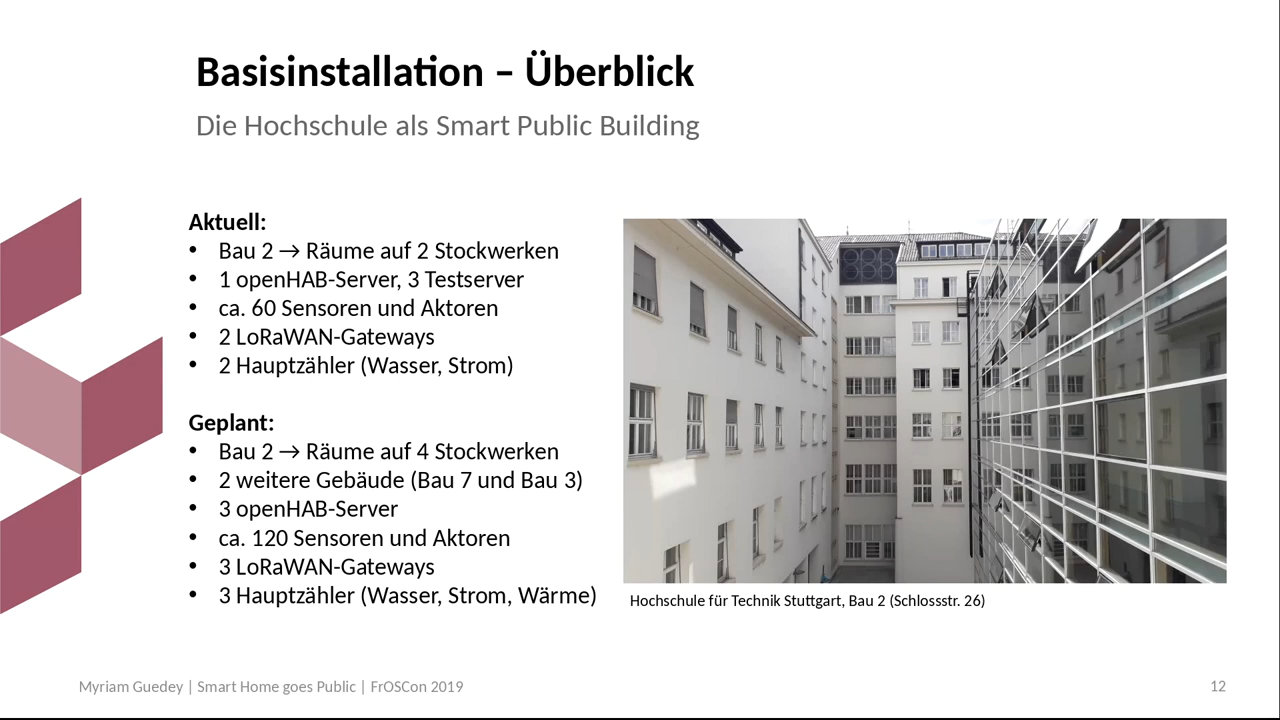 Basisinstallation – Überblick
Die Hochschule als Smart Public Building
Aktuell:
• Bau 2 → Räume auf 2 Stockwerken
• 1 openHAB-Server, 3 Testserver
• ca. 60 Sensoren und Aktoren
• 2 LoRaWAN-Gateways
• 2 Hauptzähler (Wasser, Strom)
Geplant:
• Bau 2 → Räume auf 4 Stockwerken
• 2 weitere Gebäude (Bau 7 und Bau 3)
• 3 openHAB-Server
• ca. 120 Sensoren und Aktoren
• 3 LoRaWAN-Gateways
• 3 Hauptzähler (Wasser, Strom, Wärme)
Hochschule für Technik Stuttgart, Bau 2 (Schlossstr. 26)
Myriam Guedey | Smart Home goes Public | FrOSCon 2019
12